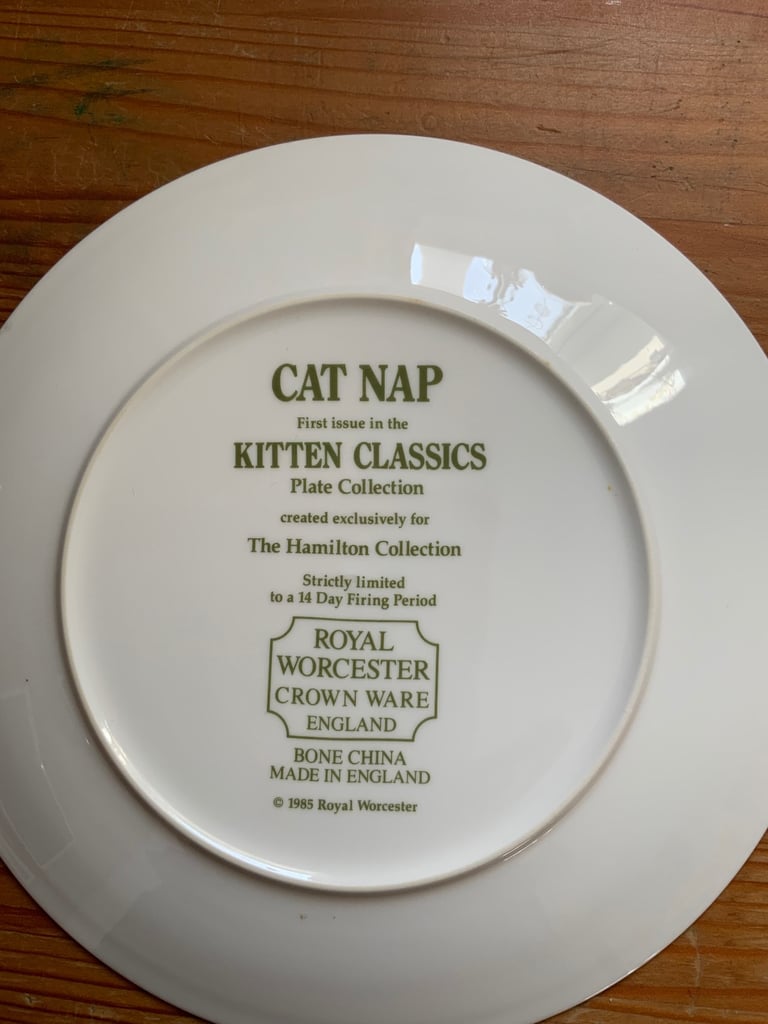 CAT NAP
First issue in the
KITTEN CLASSICS
Plate Collection
created exclusively for
The Hamilton Collection
Strictly limited
to a 14 Day Firing Period
ROYAL
WORCESTER
CROWN WARE
ENGLAND
BONE CHINA
MADE IN ENGLAND
© 1985 Royal Worcester